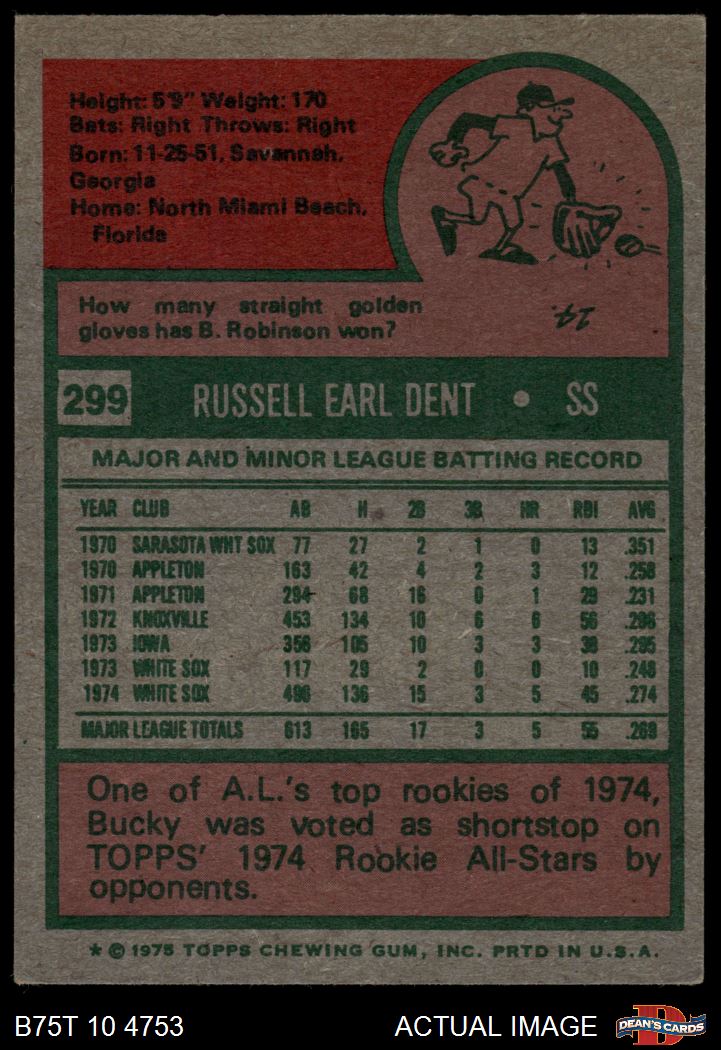 Height: 5'9" Weight: 170
Bats: Right Throws: Right
Born: 11-25-51, Savannah,
Georgia
Home: North Miami Beach,
Florida
How many straight golden
gloves has B. Robinson won?
14.
299 RUSSELL EARL DENT • SS
MAJOR AND MINOR LEAGUE BATTING RECORD
YEAR CLUB AB H 2B 3B HR RBI AVG
1970 SARASOTA WHT SOX 77 27 2 1 0 13 .351
1970 APPLETON 163 42 4 2 3 12 .258
1971 APPLETON 294 68 16 0 1 29 .231
1972 KNOXVILLE 453 134 10 6 6 56 .296
1973 IOWA 356 105 10 3 3 38 .295
1973 WHITE SOX 117 29 2 0 0 10 .248
1974 WHITE SOX 496 136 15 3 5 45 .274
MAJOR LEAGUE TOTALS 613 165 17 3 5 55 .269
One of A.L.'s top rookies of 1974,
Bucky was voted as shortstop on
TOPPS' 1974 Rookie All-Stars by
opponents.
* © 1975 TOPPS CHEWING GUM, INC. PRTD IN U.S.A.
B75T 10 4753 ACTUAL IMAGE DEAN'S CARDS